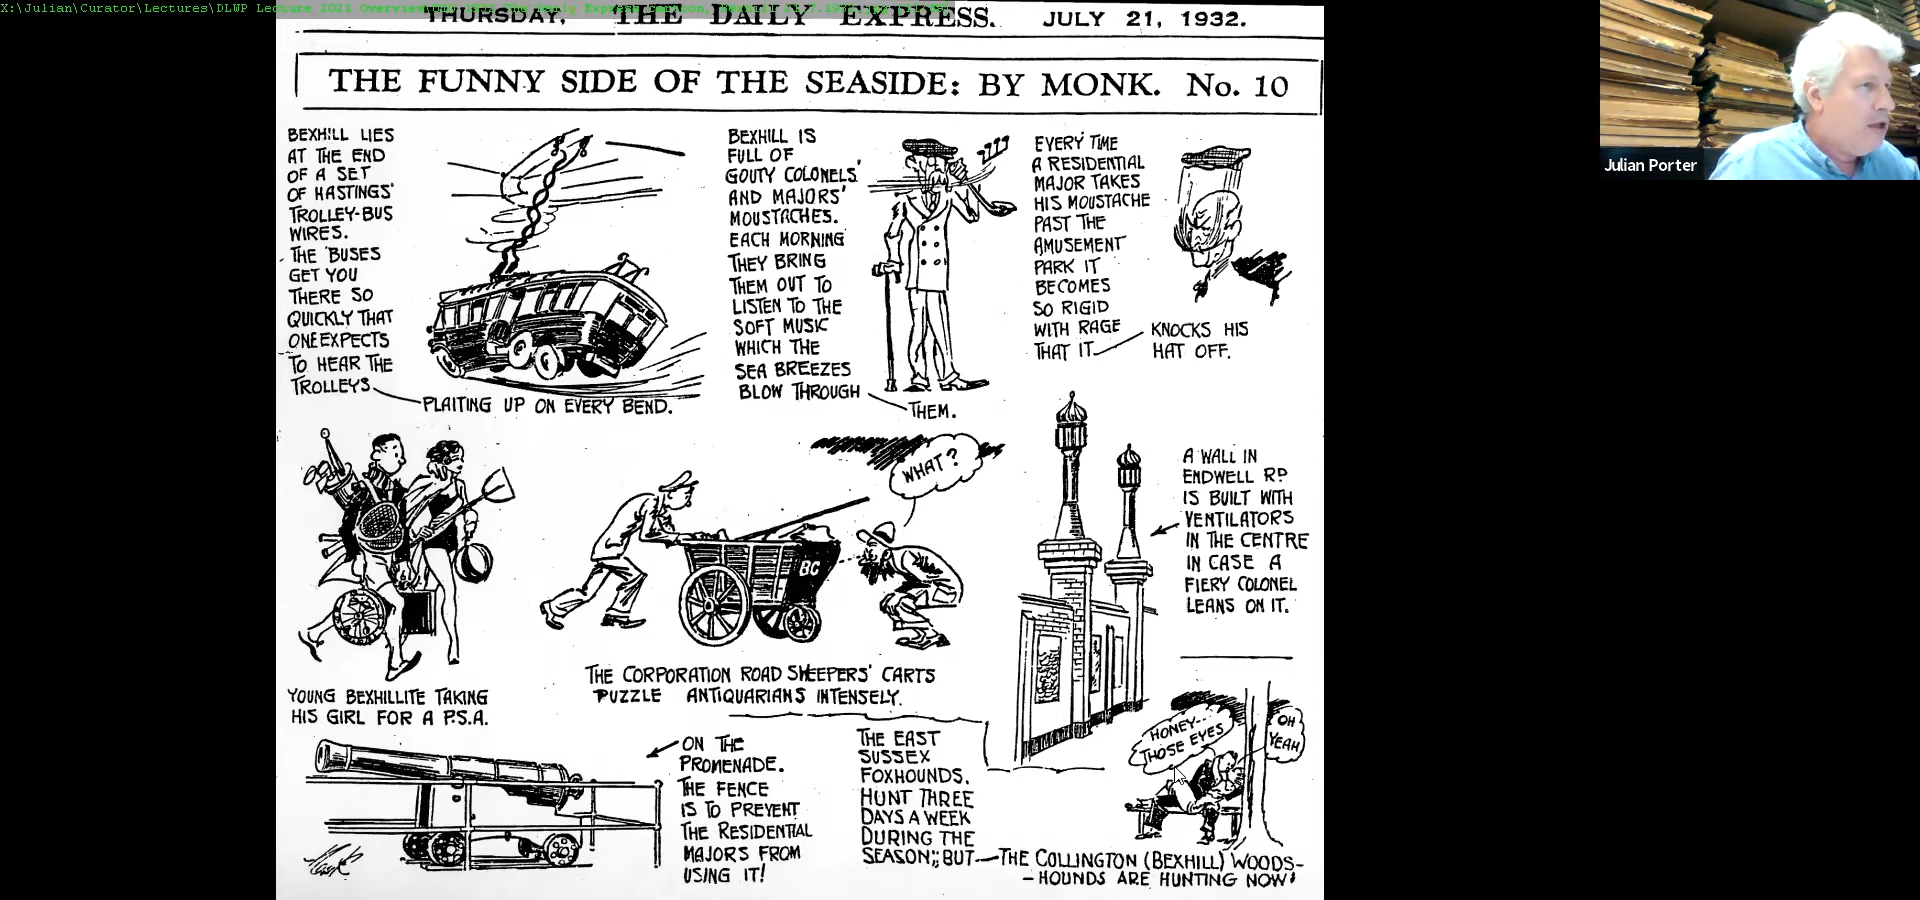 THURSDAY, THE DAILY EXPRESS. JULY 21, 1932.
THE FUNNY SIDE OF THE SEASIDE: BY MONK. No. 10
BEXHILL LIES
AT THE END
OF A SET
OF HASTINGS'
TROLLEY-BUS
WIRES.
THE 'BUSES
GET YOU
THERE SO
QUICKLY THAT
ONE EXPECTS
TO HEAR THE
TROLLEYS
PLAITING UP ON EVERY BEND.
BEXHILL IS
FULL OF
GOUTY COLONELS'
AND MAJORS'
MOUSTACHES.
EACH MORNING
THEY BRING
THEM OUT TO
LISTEN TO THE
SOFT MUSIC
WHICH THE
SEA BREEZES
BLOW THROUGH
THEM.
EVERY TIME
A RESIDENTIAL
MAJOR TAKES
HIS MOUSTACHE
PAST THE
AMUSEMENT
PARK IT
BECOMES
SO RIGID
WITH RAGE
THAT IT
KNOCKS HIS
HAT OFF.
YOUNG BEXHILLITE TAKING
HIS GIRL FOR A P.S.A.
WHAT?
BC
THE CORPORATION ROAD SWEEPERS' CARTS
PUZZLE ANTIQUARIANS INTENSELY.
A WALL IN
ENDWELL RD
IS BUILT WITH
VENTILATORS
IN THE CENTRE
IN CASE A
FIERY COLONEL
LEANS ON IT.
ON THE
PROMENADE.
THE FENCE
IS TO PREVENT
THE RESIDENTIAL
MAJORS FROM
USING IT!
THE EAST
SUSSEX
FOXHOUNDS.
HUNT THREE
DAYS A WEEK
DURING THE
SEASON;; BUT
THE COLLINGTON (BEXHILL) WOODS-
-HOUNDS ARE HUNTING NOW!
HONEY--
THOSE EYES
OH
YEAH
Julian Porter